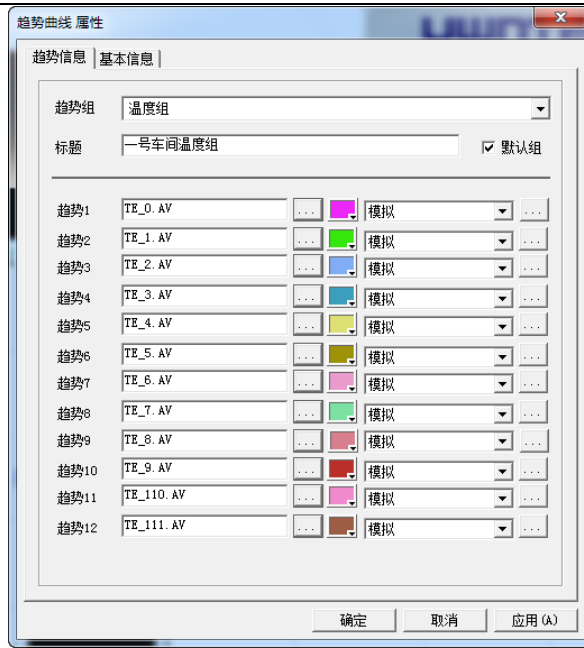 趋势曲线 属性
趋势信息 基本信息
趋势组 温度组
标题 一号车间温度组 默认组
趋势1 TE_0.AV ... 模拟 ...
趋势2 TE_1.AV ... 模拟 ...
趋势3 TE_2.AV ... 模拟 ...
趋势4 TE_3.AV ... 模拟 ...
趋势5 TE_4.AV ... 模拟 ...
趋势6 TE_5.AV ... 模拟 ...
趋势7 TE_6.AV ... 模拟 ...
趋势8 TE_7.AV ... 模拟 ...
趋势9 TE_8.AV ... 模拟 ...
趋势10 TE_9.AV ... 模拟 ...
趋势11 TE_110.AV ... 模拟 ...
趋势12 TE_111.AV ... 模拟 ...
确定 取消 应用(A)